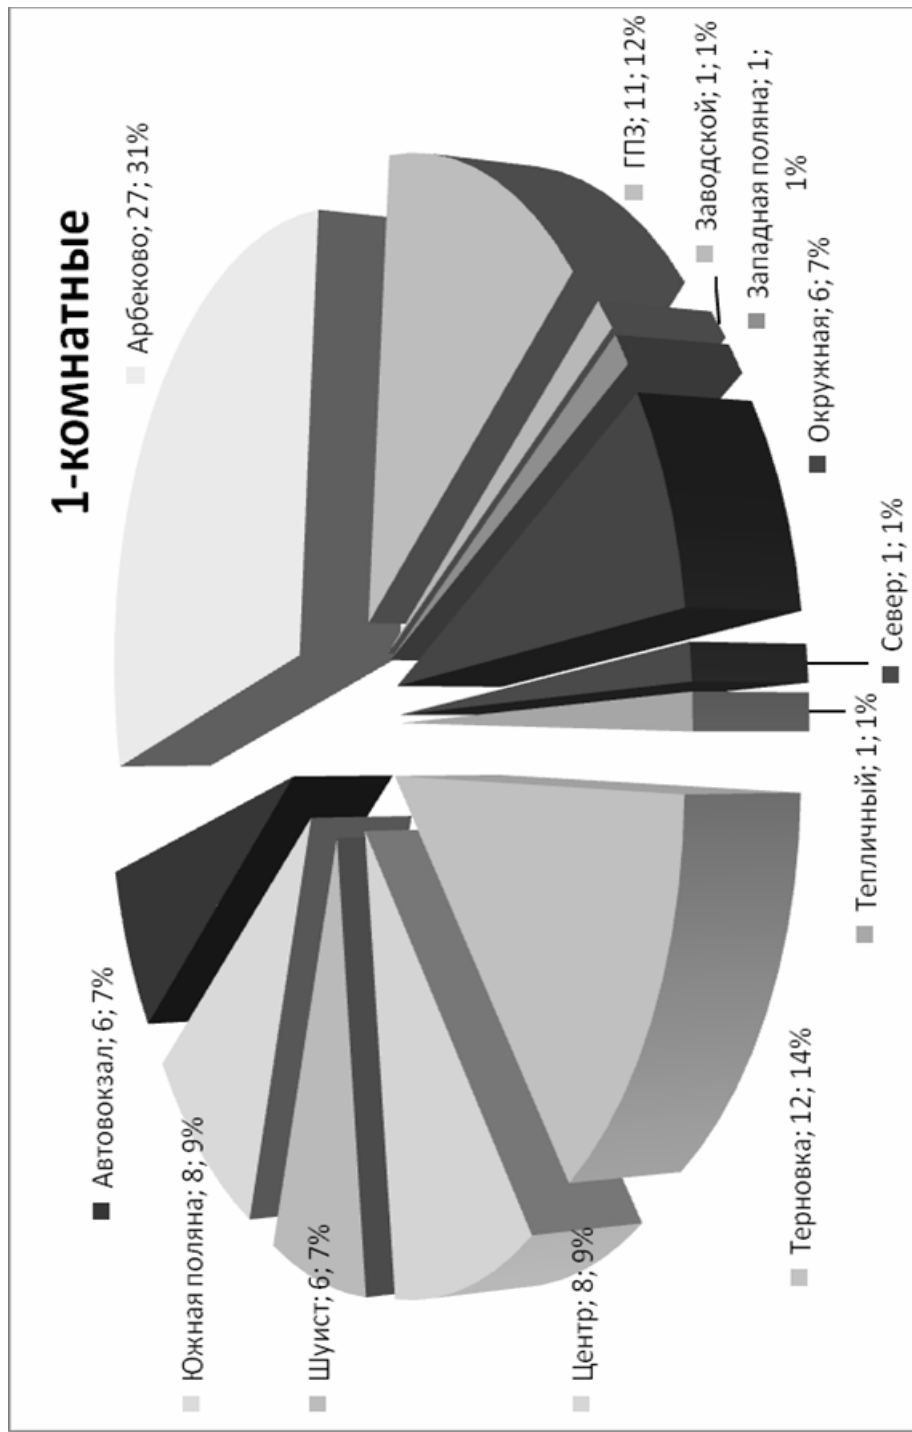 1-комнатные
Автовокзал; 6; 7%
Арбеково; 27; 31%
Южная поляна; 8; 9%
Шуист; 6; 7%
Центр; 8; 9%
ГПЗ; 11; 12%
Заводской; 1; 1%
Западная поляна; 1;
1%
Окружная; 6; 7%
Север; 1; 1%
Тепличный; 1; 1%
Терновка; 12; 14%